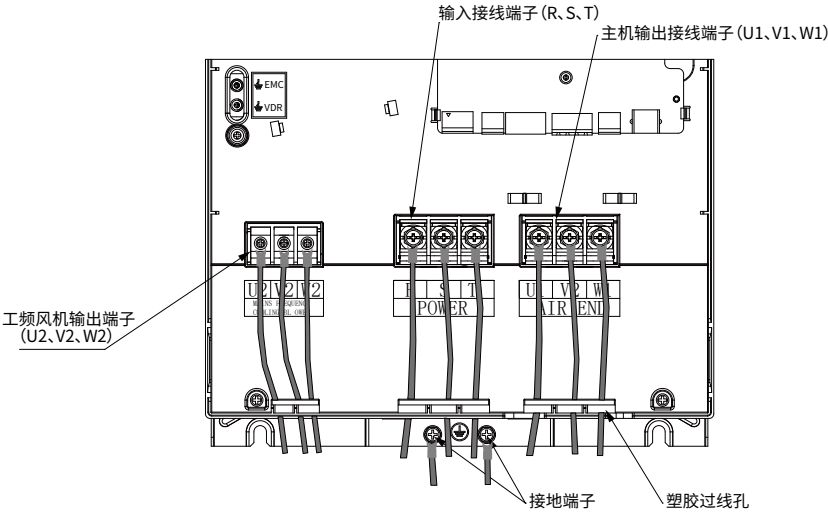 输入接线端子(R、S、T)
主机输出接线端子(U1、V1、W1)
EMC
VDR
U2 V2 W2
R S T
U1 V2 W1
POWER
AIR END
工频风机输出端子
(U2、V2、W2)
接地端子
塑胶过线孔